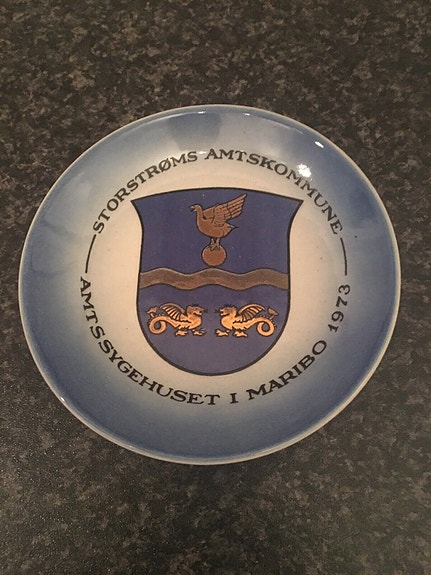 STORSTRØMS AMTSKOMMUNE
AMTSSYGEHUSET I MARIBO 1973